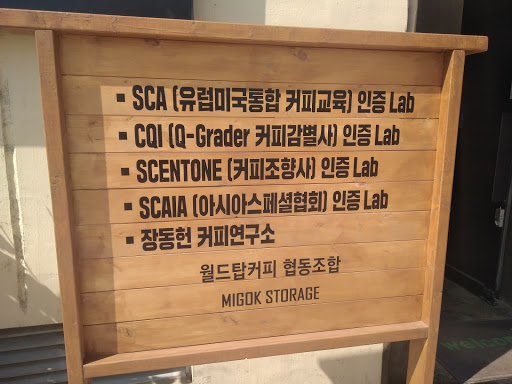 ▪ SCA (유럽미국통합 커피교육) 인증 Lab
▪ CQI (Q-Grader 커피감별사) 인증 Lab
▪ SCENTONE (커피조향사) 인증 Lab
▪ SCAIA (아시아스페셜협회) 인증 Lab
▪ 장동헌 커피연구소
월드탑커피 협동조합
MIGOK STORAGE
welcome